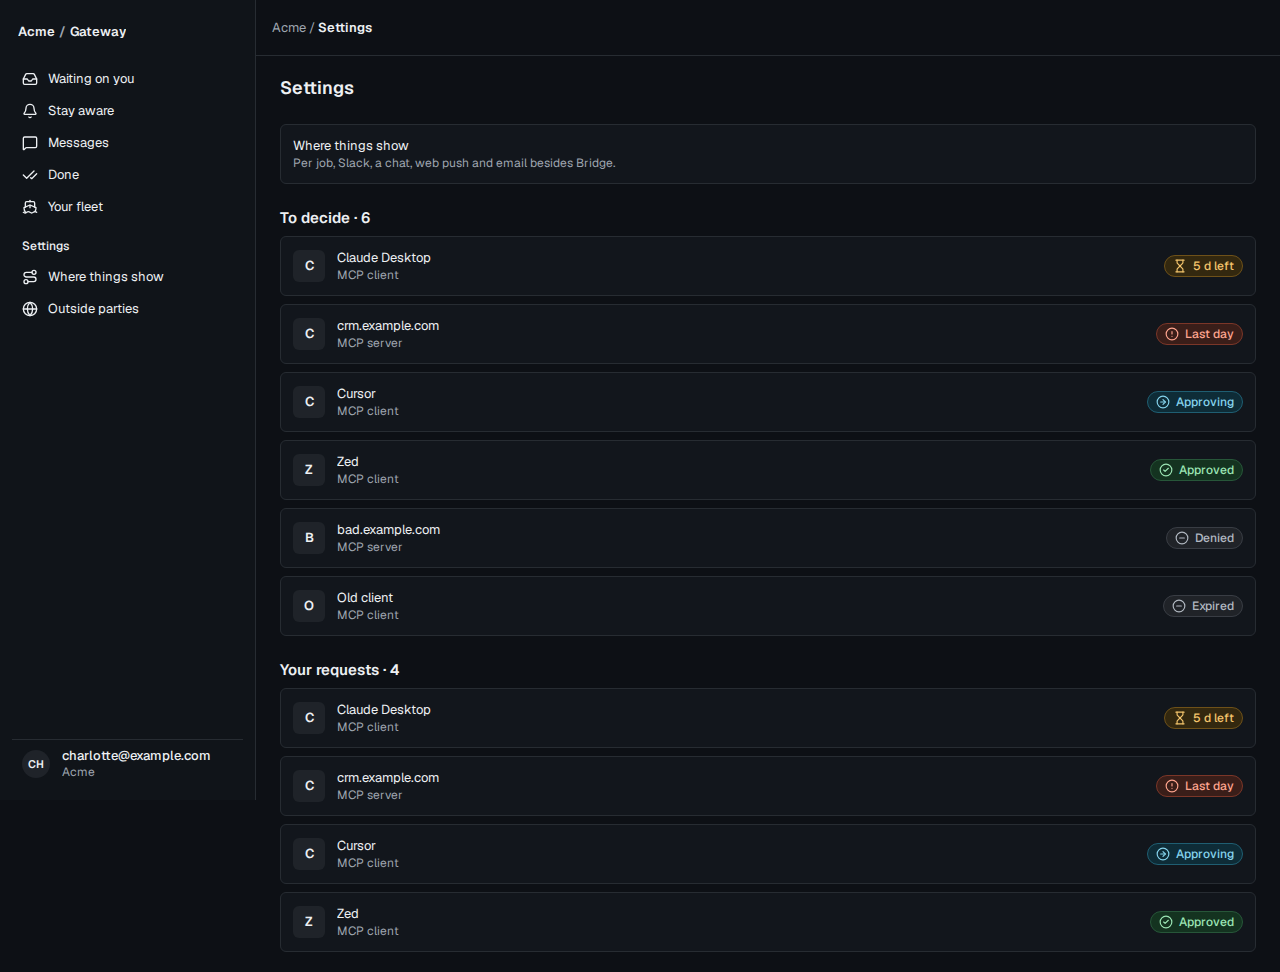 Acme / Gateway
Waiting on you
Stay aware
Messages
Done
Your fleet
Settings
Where things show
Outside parties
CH
charlotte@example.com
Acme
Acme / Settings
Settings
Where things show
Per job, Slack, a chat, web push and email besides Bridge.
To decide · 6
C
Claude Desktop
MCP client
5 d left
C
crm.example.com
MCP server
Last day
C
Cursor
MCP client
Approving
Z
Zed
MCP client
Approved
B
bad.example.com
MCP server
Denied
O
Old client
MCP client
Expired
Your requests · 4
C
Claude Desktop
MCP client
5 d left
C
crm.example.com
MCP server
Last day
C
Cursor
MCP client
Approving
Z
Zed
MCP client
Approved